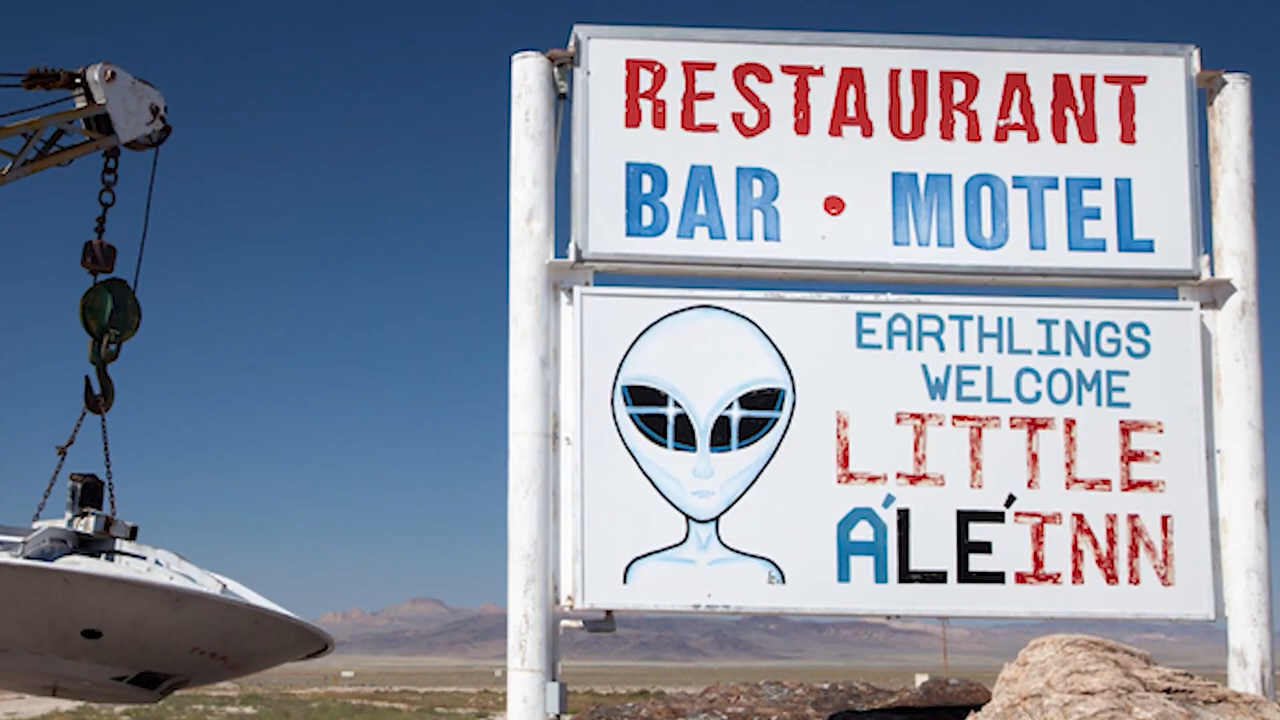 RESTAURANT
BAR • MOTEL
EARTHLINGS
WELCOME
LITTLE
A'LE'INN